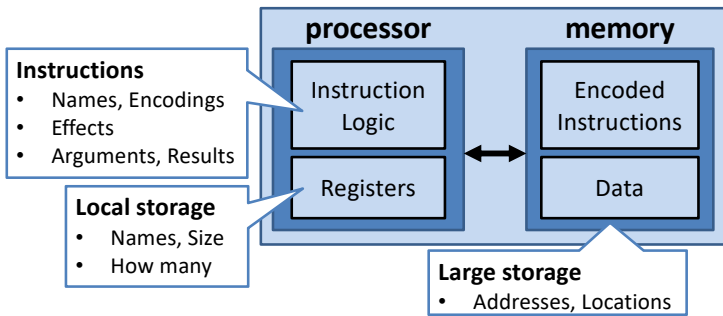 processor
memory
Instructions
• Names, Encodings
• Effects
• Arguments, Results
Instruction
Logic
Encoded
Instructions
Registers
Data
Local storage
• Names, Size
• How many
Large storage
• Addresses, Locations